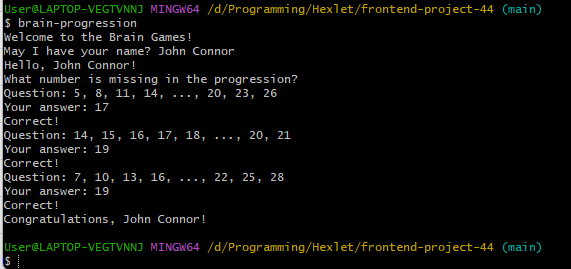 User@LAPTOP-VEGTVNNJ MINGW64 /d/Programming/Hexlet/frontend-project-44 (main)
$ brain-progression
Welcome to the Brain Games!
May I have your name? John Connor
Hello, John Connor!
What number is missing in the progression?
Question: 5, 8, 11, 14, ..., 20, 23, 26
Your answer: 17
Correct!
Question: 14, 15, 16, 17, 18, ..., 20, 21
Your answer: 19
Correct!
Question: 7, 10, 13, 16, ..., 22, 25, 28
Your answer: 19
Correct!
Congratulations, John Connor!
User@LAPTOP-VEGTVNNJ MINGW64 /d/Programming/Hexlet/frontend-project-44 (main)
$